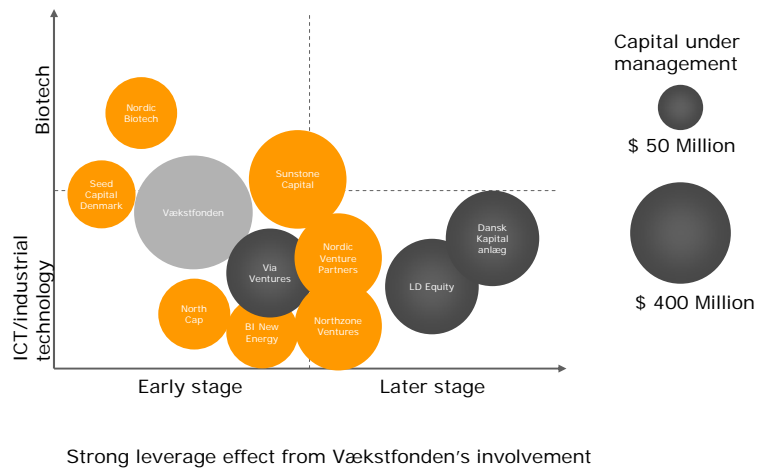 Capital under
management
$ 50 Million
$ 400 Million
Biotech
ICT/industrial
technology
Nordic
Biotech
Seed
Capital
Denmark
Vækstfonden
Sunstone
Capital
Via
Ventures
Nordic
Venture
Partners
Dansk
Kapital
anlæg
LD Equity
North
Cap
BI New
Energy
Northzone
Ventures
Early stage
Later stage
Strong leverage effect from Vækstfonden's involvement